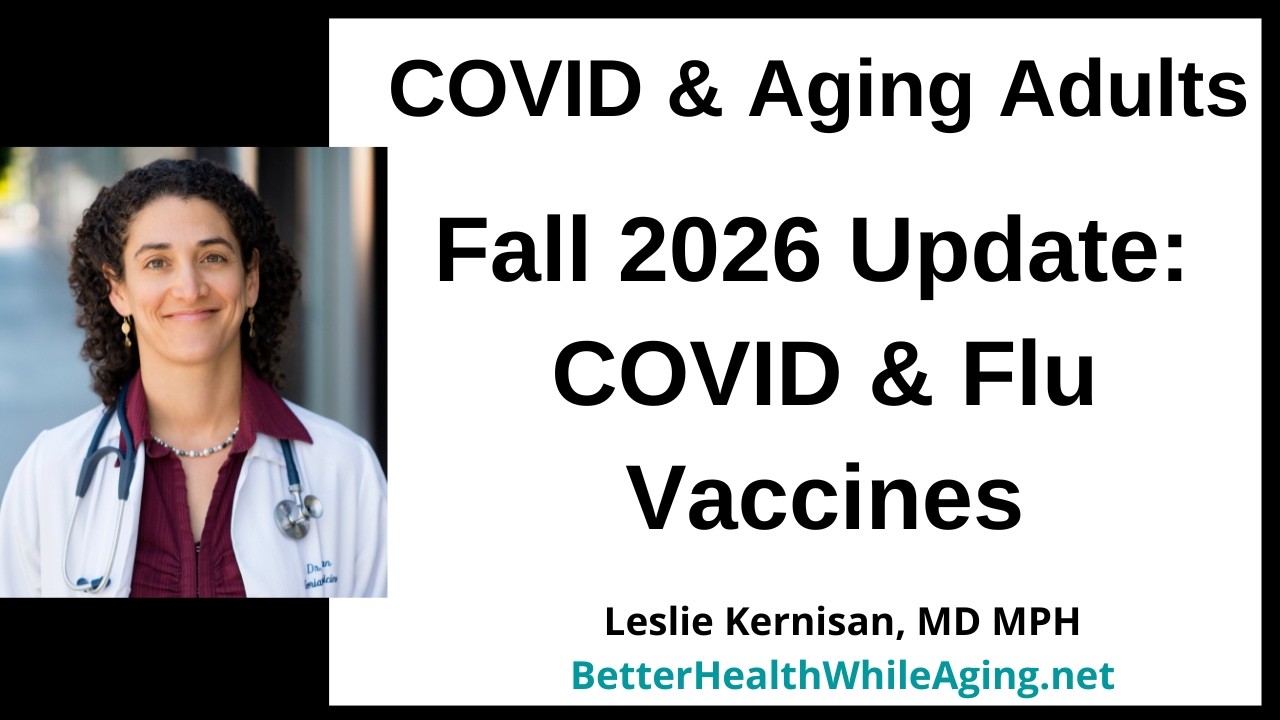 COVID & Aging Adults
Fall 2026 Update:
COVID & Flu
Vaccines
Leslie Kernisan, MD MPH
BetterHealthWhileAging.net